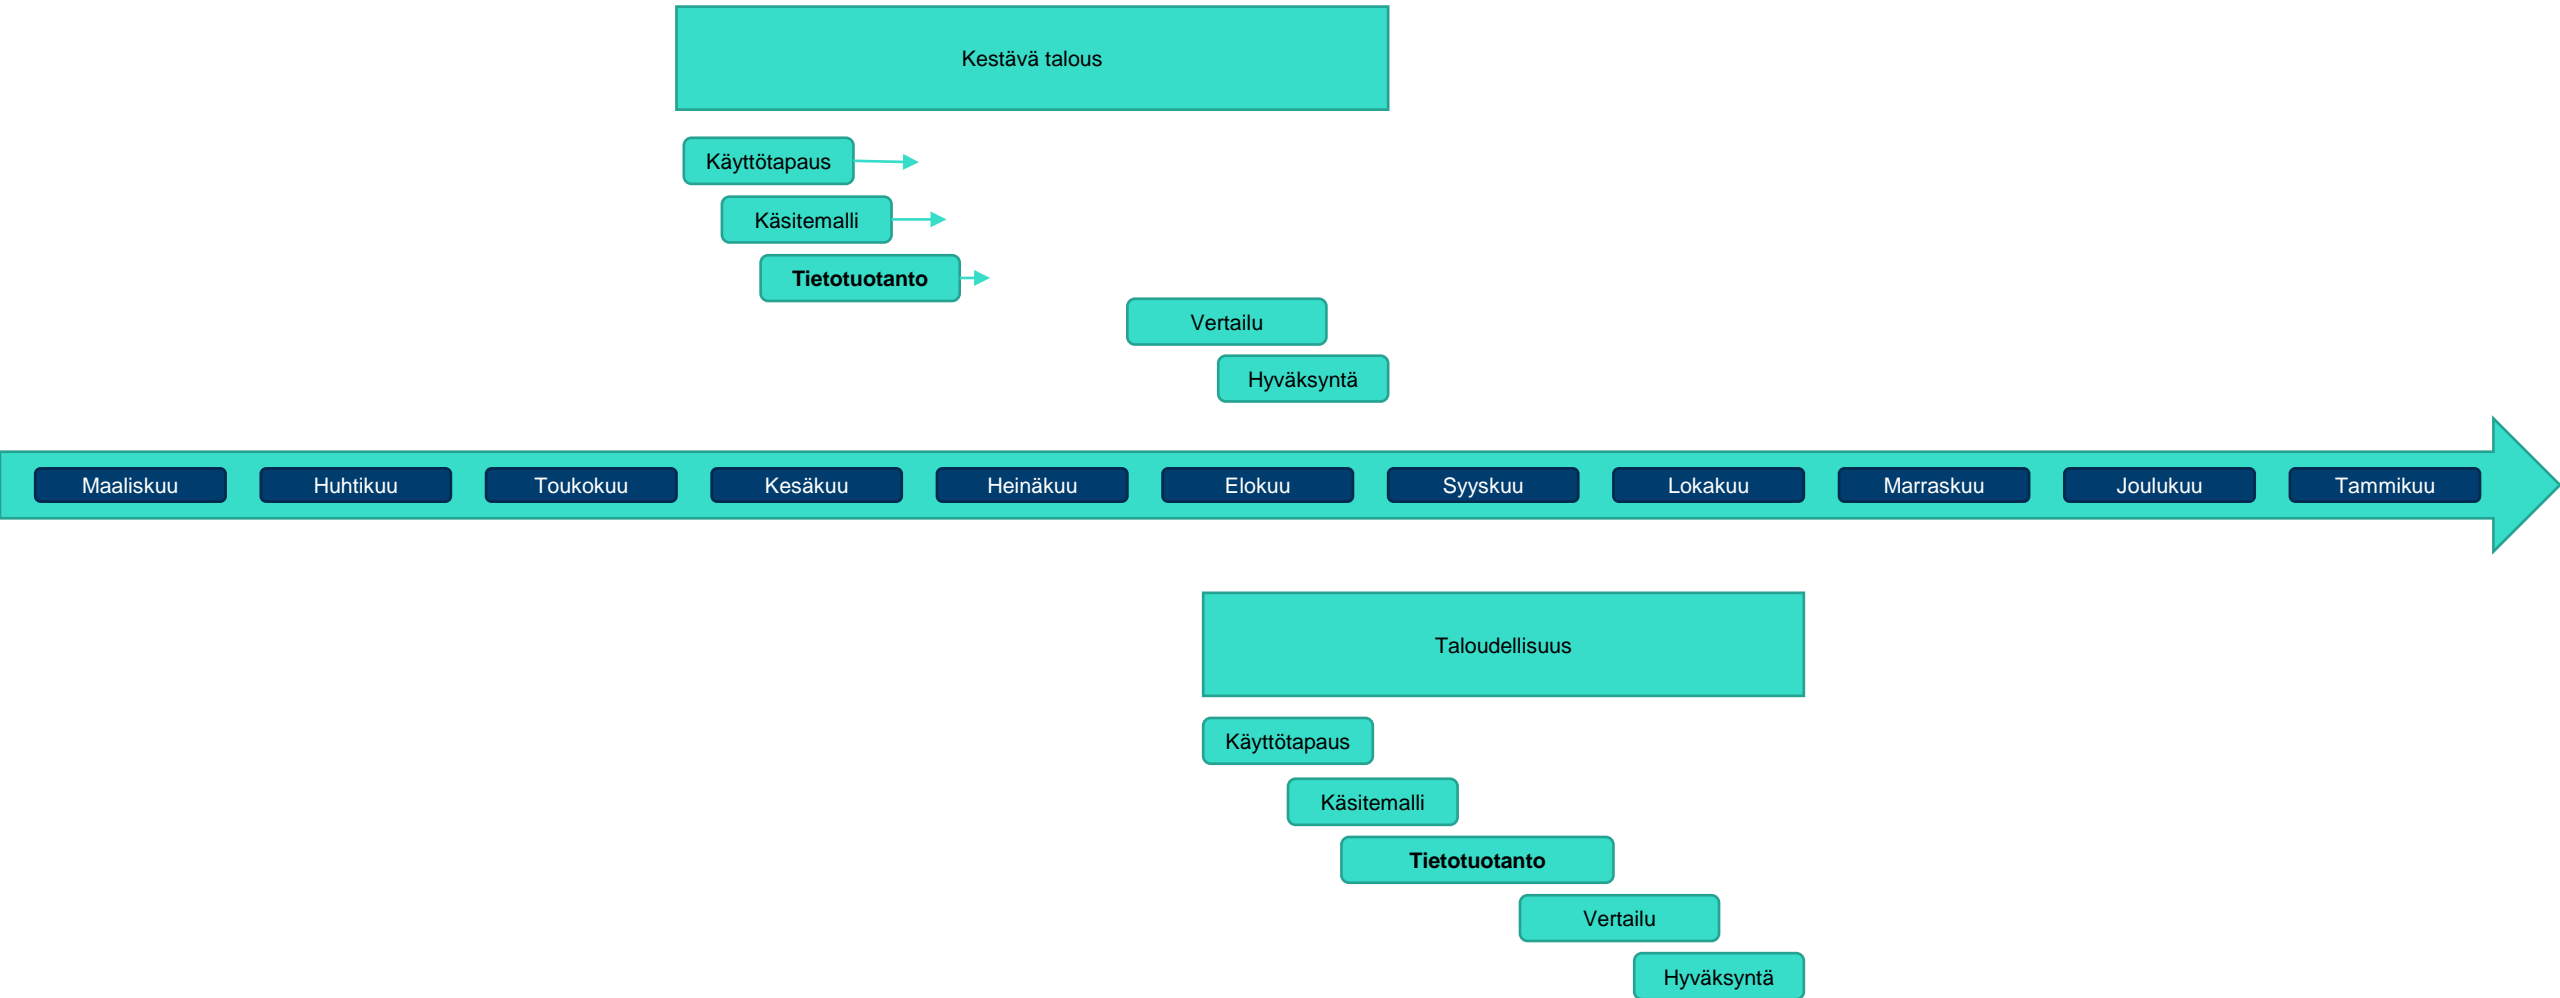 Kestävä talous
Käyttötapaus
Käsitemalli
Tietotuotanto
Vertailu
Hyväksyntä
Maaliskuu
Huhtikuu
Toukokuu
Kesäkuu
Heinäkuu
Elokuu
Syyskuu
Lokakuu
Marraskuu
Joulukuu
Tammikuu
Taloudellisuus
Käyttötapaus
Käsitemalli
Tietotuotanto
Vertailu
Hyväksyntä